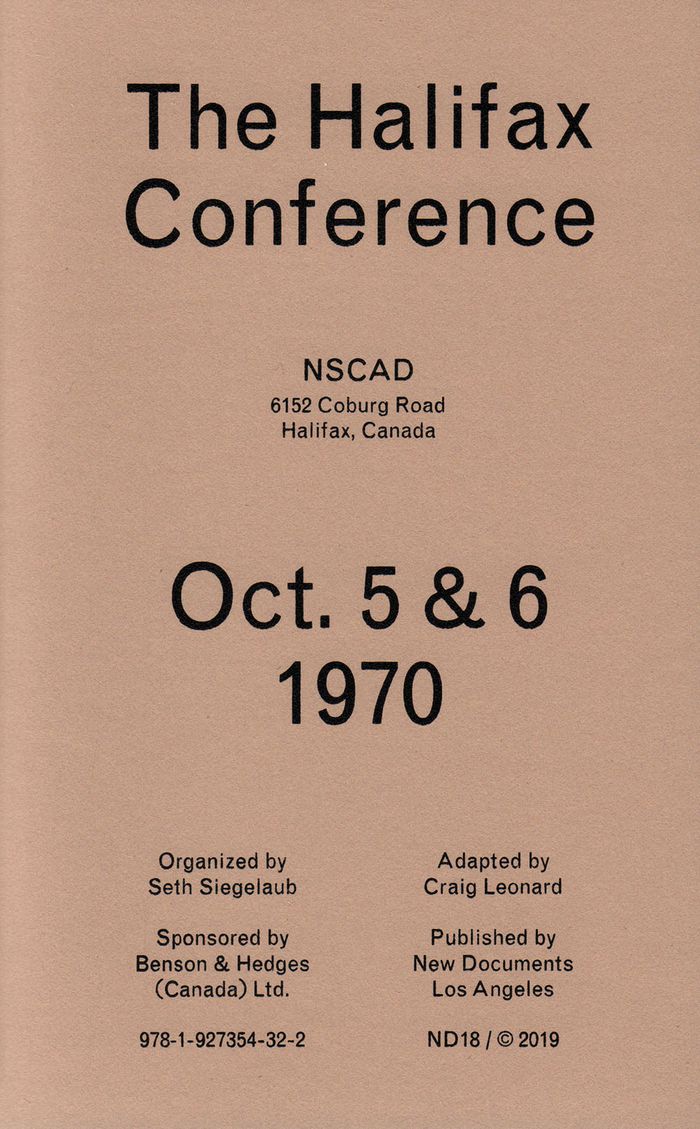 The Halifax
Conference
NSCAD
6152 Coburg Road
Halifax, Canada
Oct. 5 & 6
1970
Organized by
Seth Siegelaub
Sponsored by
Benson & Hedges
(Canada) Ltd.
978-1-927354-32-2
Adapted by
Craig Leonard
Published by
New Documents
Los Angeles
ND18 / © 2019